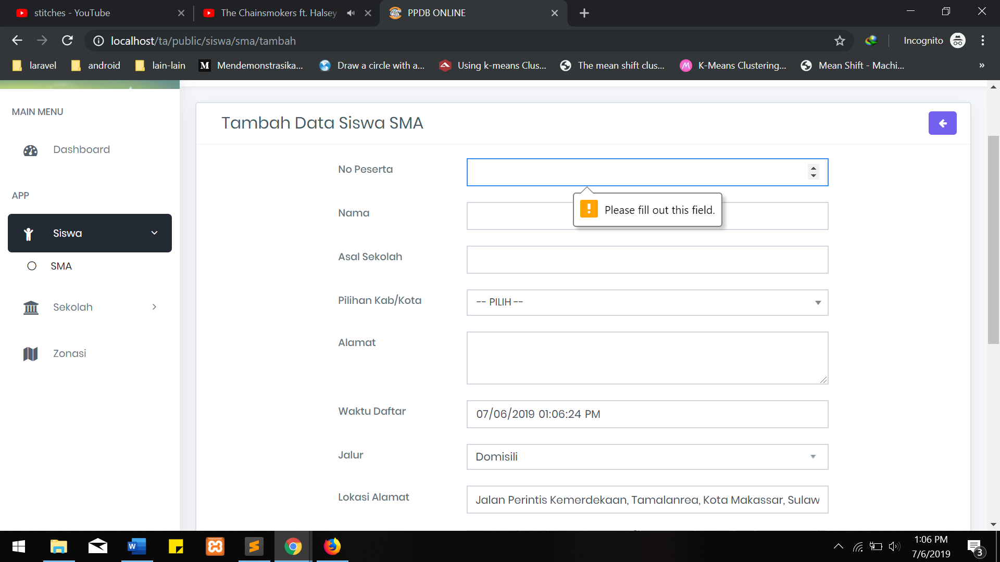 stitches - YouTube
The Chainsmokers ft. Halsey
PPDB ONLINE
localhost/ta/public/siswa/sma/tambah
Incognito
laravel
android
lain-lain
M Mendemonstrasika...
Draw a circle with a...
Using k-means Clus...
The mean shift clus...
K-Means Clustering...
Mean Shift - Machi...
»
MAIN MENU
Dashboard
APP
Siswa
SMA
Sekolah
Zonasi
Tambah Data Siswa SMA
No Peserta
Please fill out this field.
Nama
Asal Sekolah
Pilihan Kab/Kota
-- PILIH --
Alamat
Waktu Daftar
07/06/2019 01:06:24 PM
Jalur
Domisili
Lokasi Alamat
Jalan Perintis Kemerdekaan, Tamalanrea, Kota Makassar, Sulaw
1:06 PM
7/6/2019
3